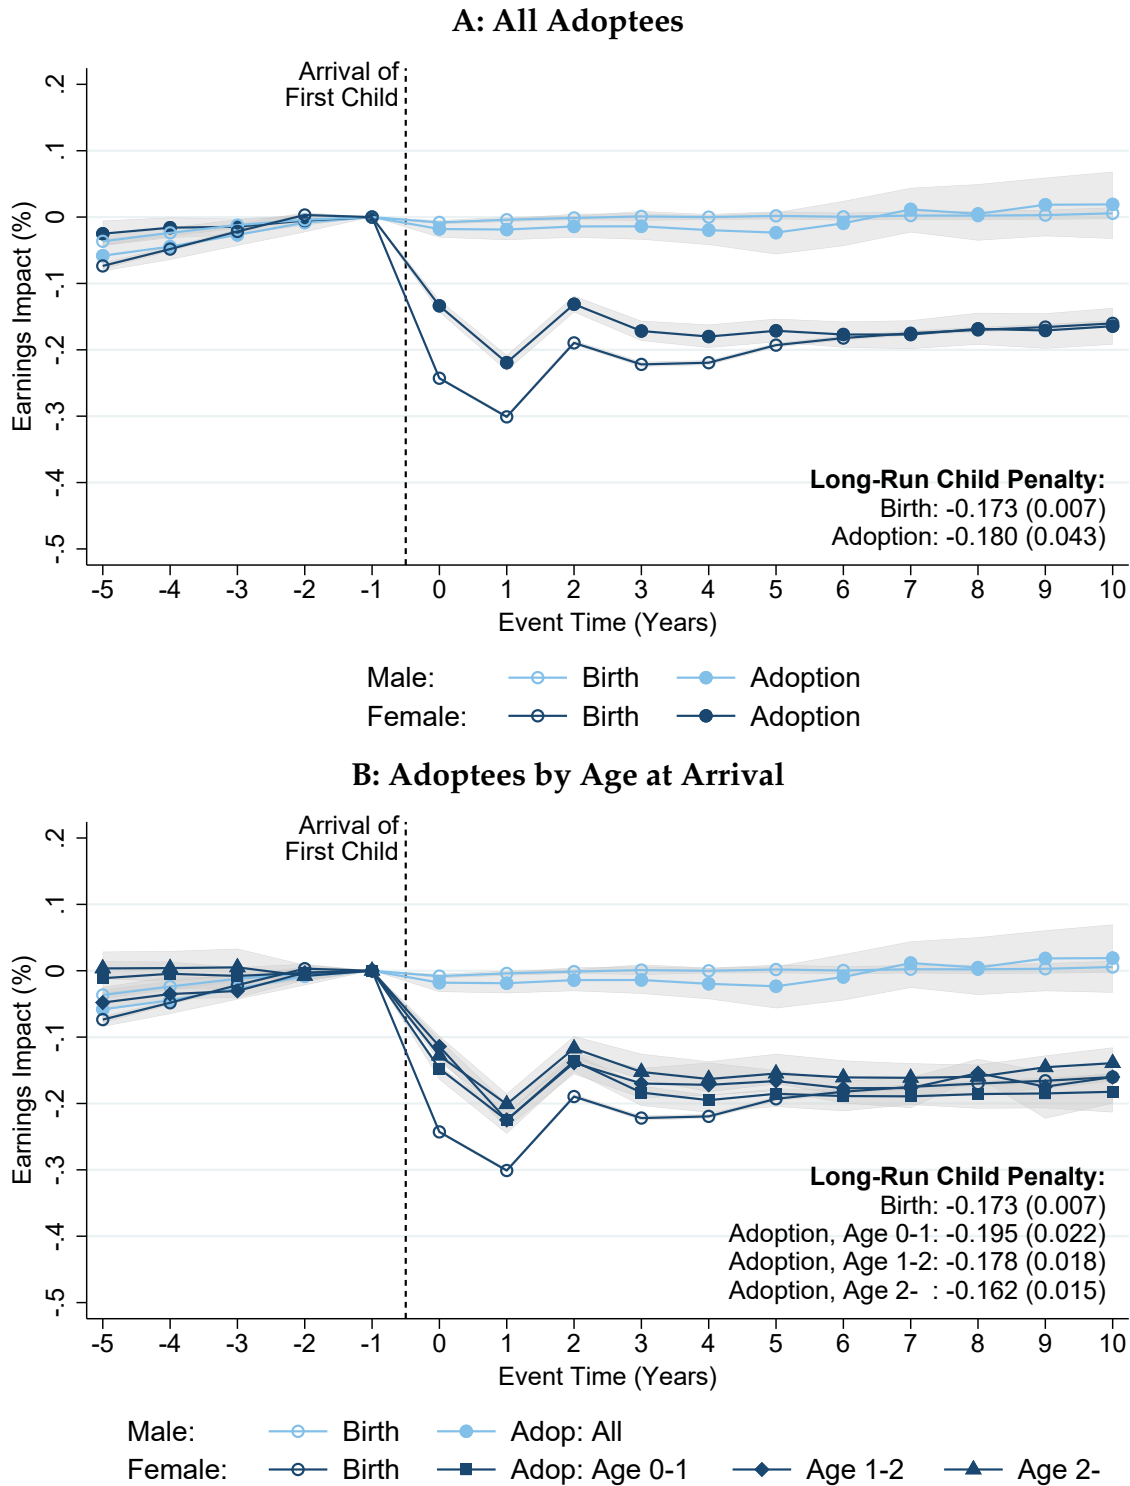 A: All Adoptees
Arrival of
First Child
.2
.1
0
-.1
-.2
-.3
-.4
-.5
Earnings Impact (%)
Long-Run Child Penalty:
Birth: -0.173 (0.007)
Adoption: -0.180 (0.043)
-5 -4 -3 -2 -1 0 1 2 3 4 5 6 7 8 9 10
Event Time (Years)
Male: Birth Adoption
Female: Birth Adoption
B: Adoptees by Age at Arrival
Arrival of
First Child
.2
.1
0
-.1
-.2
-.3
-.4
-.5
Earnings Impact (%)
Long-Run Child Penalty:
Birth: -0.173 (0.007)
Adoption, Age 0-1: -0.195 (0.022)
Adoption, Age 1-2: -0.178 (0.018)
Adoption, Age 2- : -0.162 (0.015)
-5 -4 -3 -2 -1 0 1 2 3 4 5 6 7 8 9 10
Event Time (Years)
Male: Birth Adop: All
Female: Birth Adop: Age 0-1 Age 1-2 Age 2-